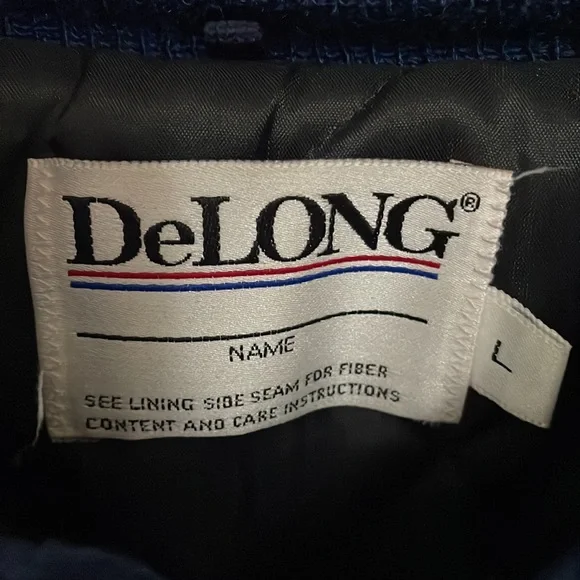 DeLONG®
NAME
SEE LINING SIDE SEAM FOR FIBER
CONTENT AND CARE INSTRUCTIONS
L